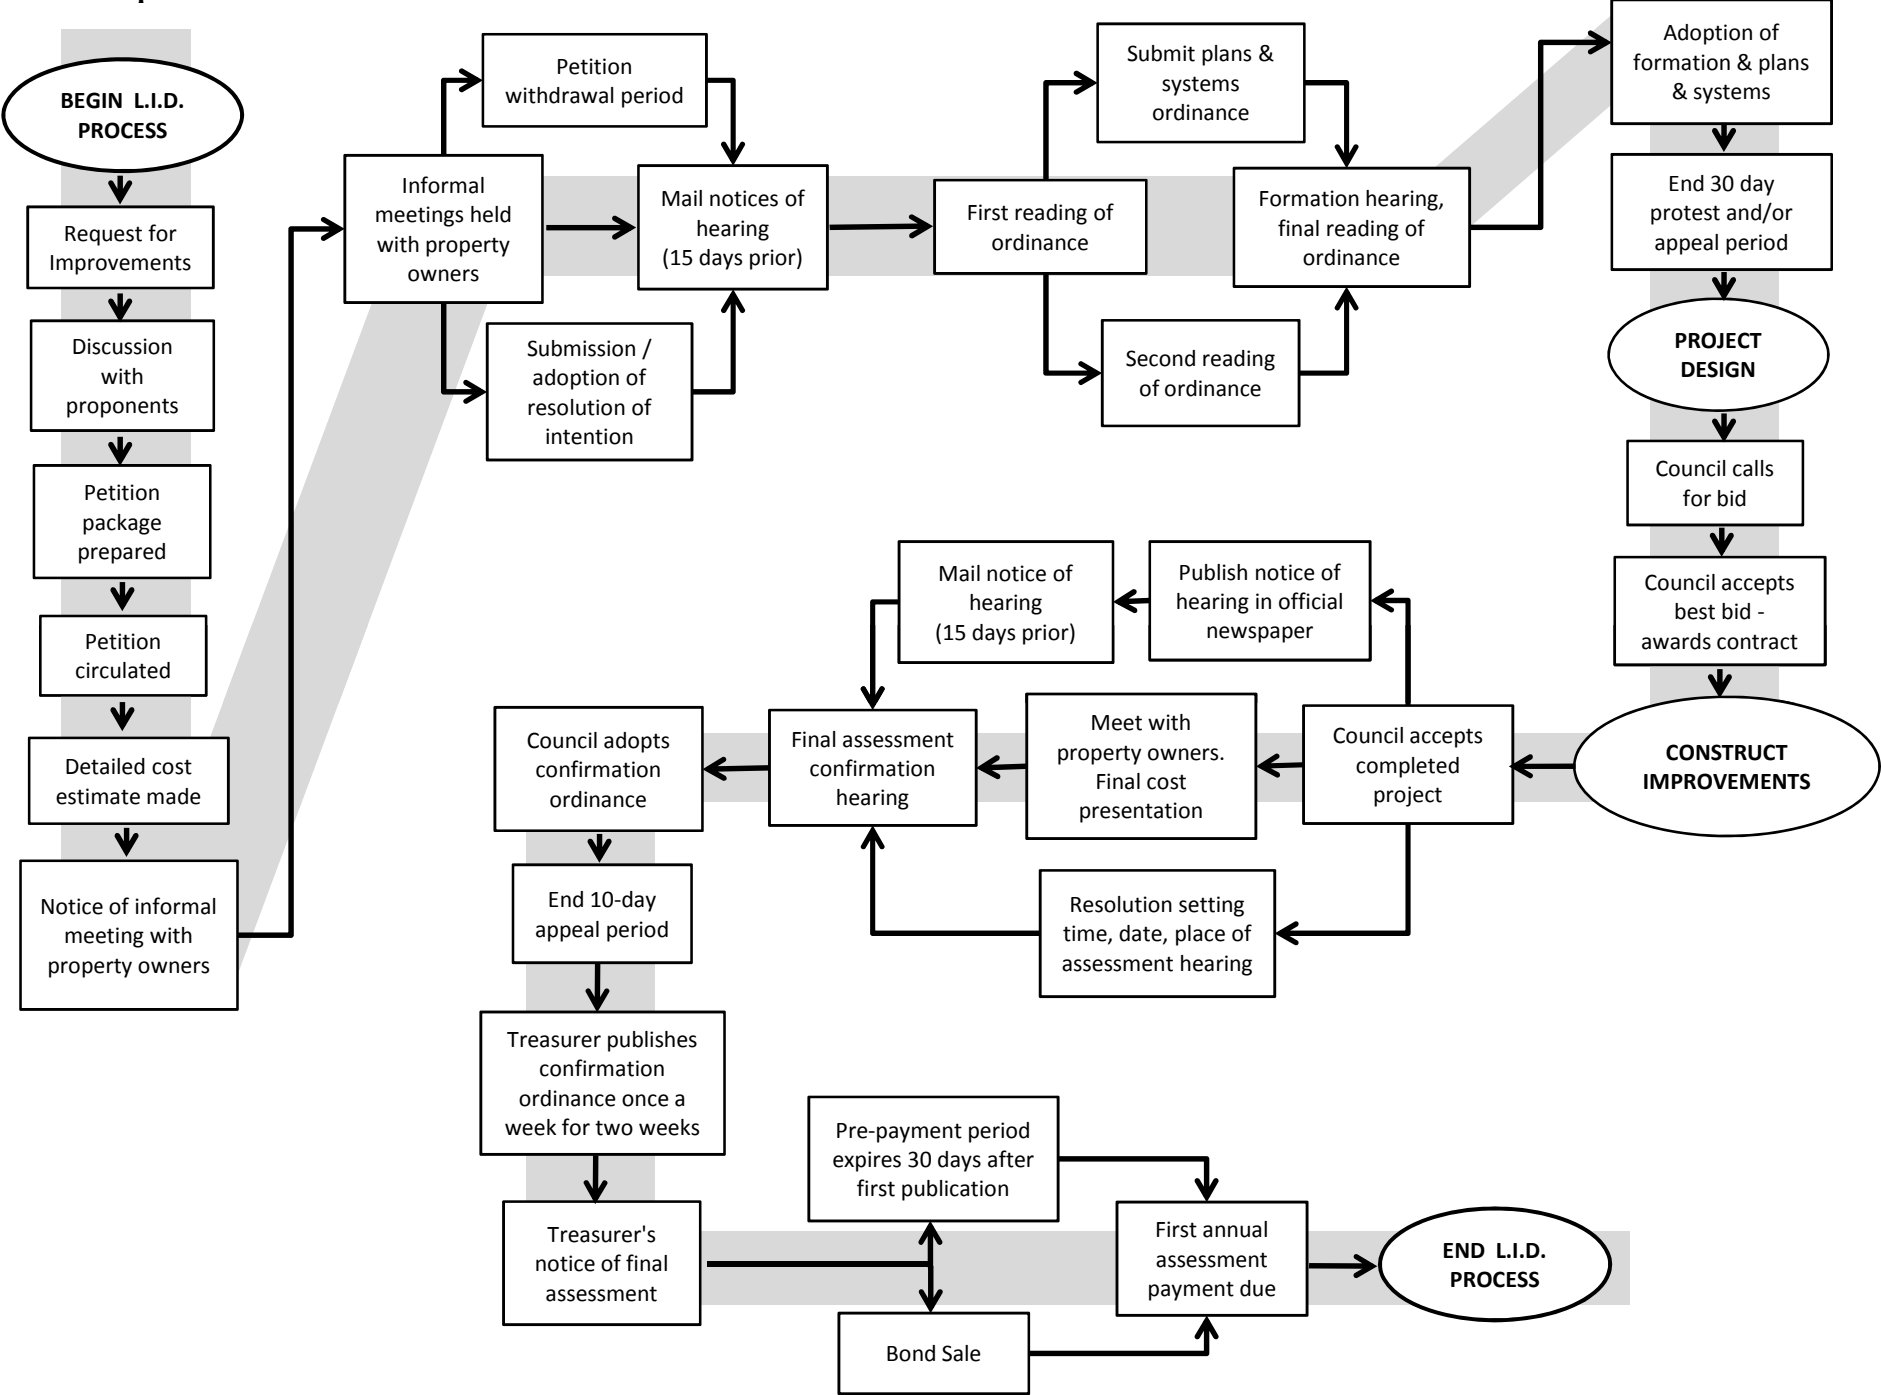 BEGIN L.I.D.
PROCESS
Request for
Improvements
Discussion
with
proponents
Petition
package
prepared
Petition
circulated
Detailed cost
estimate made
Notice of informal
meeting with
property owners
Informal
meetings held
with property
owners
Petition
withdrawal period
Submission /
adoption of
resolution of
intention
Mail notices of
hearing
(15 days prior)
First reading of
ordinance
Submit plans &
systems
ordinance
Second reading
of ordinance
Formation hearing,
final reading of
ordinance
Adoption of
formation & plans
& systems
End 30 day
protest and/or
appeal period
PROJECT
DESIGN
Council calls
for bid
Council accepts
best bid -
awards contract
CONSTRUCT
IMPROVEMENTS
Council accepts
completed
project
Publish notice of
hearing in official
newspaper
Mail notice of
hearing
(15 days prior)
Meet with
property owners.
Final cost
presentation
Resolution setting
time, date, place of
assessment hearing
Final assessment
confirmation
hearing
Council adopts
confirmation
ordinance
End 10-day
appeal period
Treasurer publishes
confirmation
ordinance once a
week for two weeks
Treasurer's
notice of final
assessment
Pre-payment period
expires 30 days after
first publication
Bond Sale
First annual
assessment
payment due
END L.I.D.
PROCESS